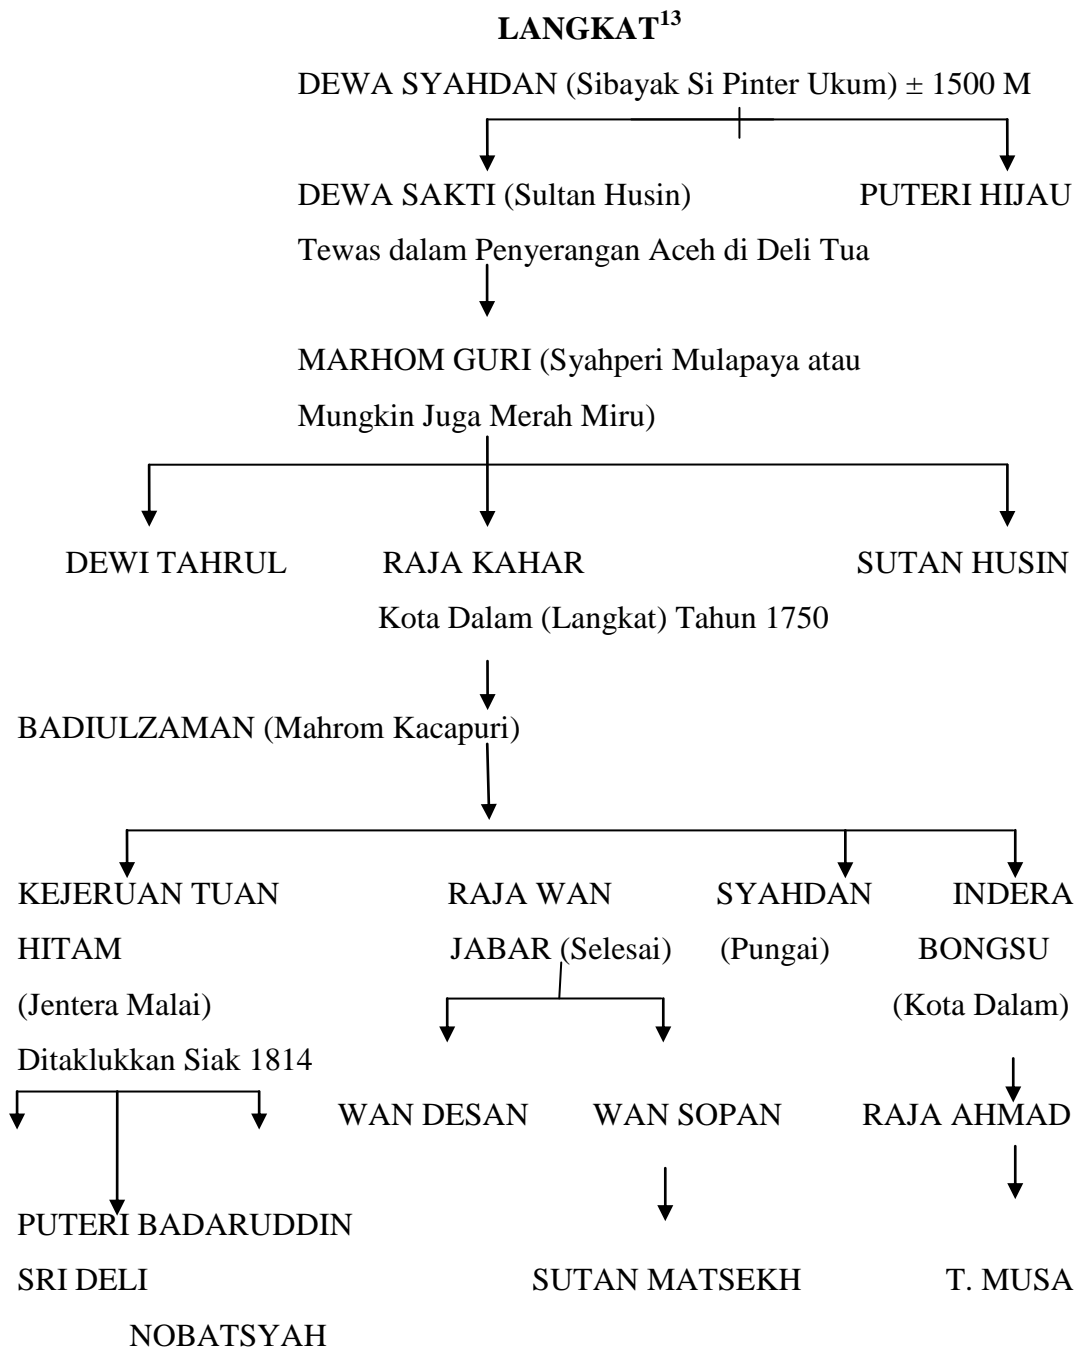 LANGKAT13
DEWA SYAHDAN (Sibayak Si Pinter Ukum) ± 1500 M
DEWA SAKTI (Sultan Husin) PUTERI HIJAU
Tewas dalam Penyerangan Aceh di Deli Tua
MARHOM GURI (Syahperi Mulapaya atau
Mungkin Juga Merah Miru)
DEWI TAHRUL RAJA KAHAR SUTAN HUSIN
Kota Dalam (Langkat) Tahun 1750
BADIULZAMAN (Mahrom Kacapuri)
KEJERUAN TUAN RAJA WAN SYAHDAN INDERA
HITAM JABAR (Selesai) (Pungai) BONGSU
(Jentera Malai) (Kota Dalam)
Ditaklukkan Siak 1814
WAN DESAN WAN SOPAN RAJA AHMAD
PUTERI BADARUDDIN
SRI DELI SUTAN MATSEKH T. MUSA
NOBATSYAH